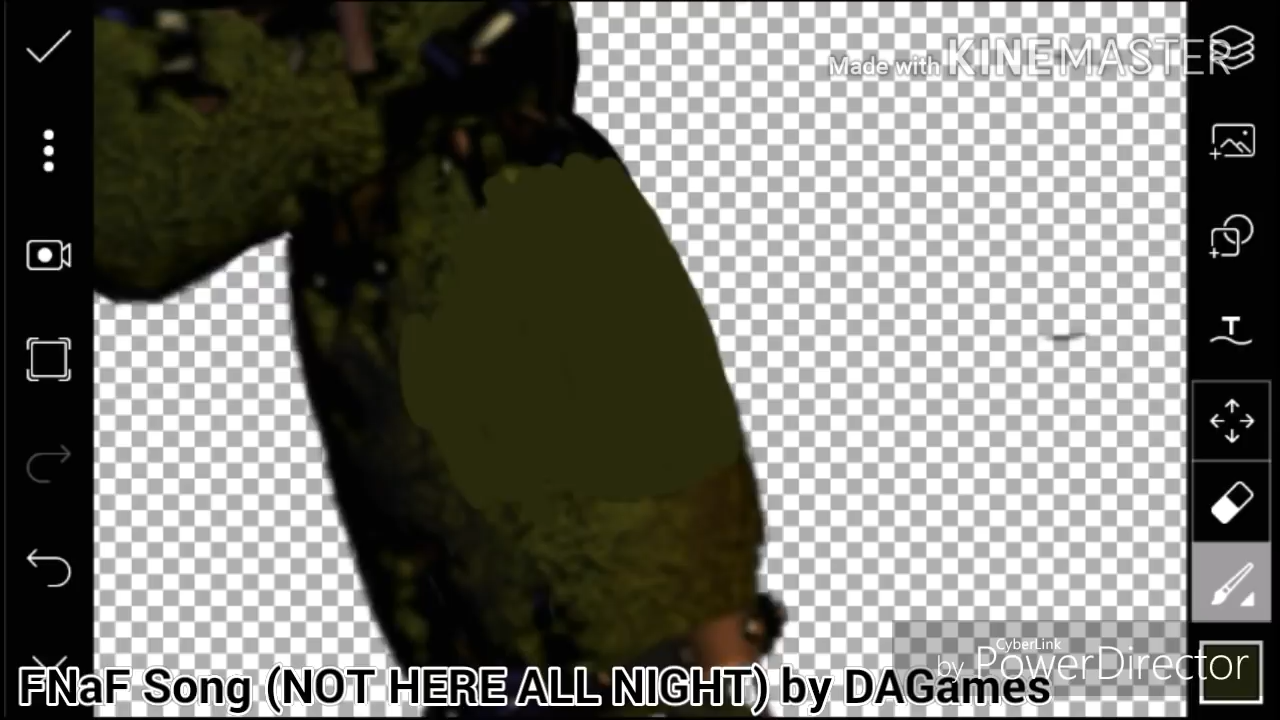 Made with KINEMASTER
CyberLink
by PowerDirector
FNaF Song (NOT HERE ALL NIGHT) by DAGames